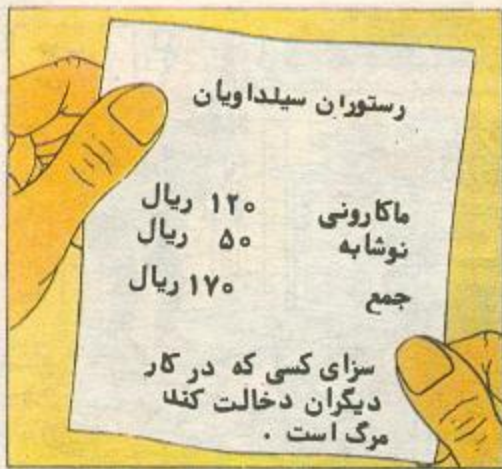 رستوران سیلداویان
ماکارونی ۱۲۰ ریال
نوشابه ۵۰ ریال
جمع ۱۷۰ ریال
سزای کسی که در کار
دیگران دخالت کند
مرگ است .